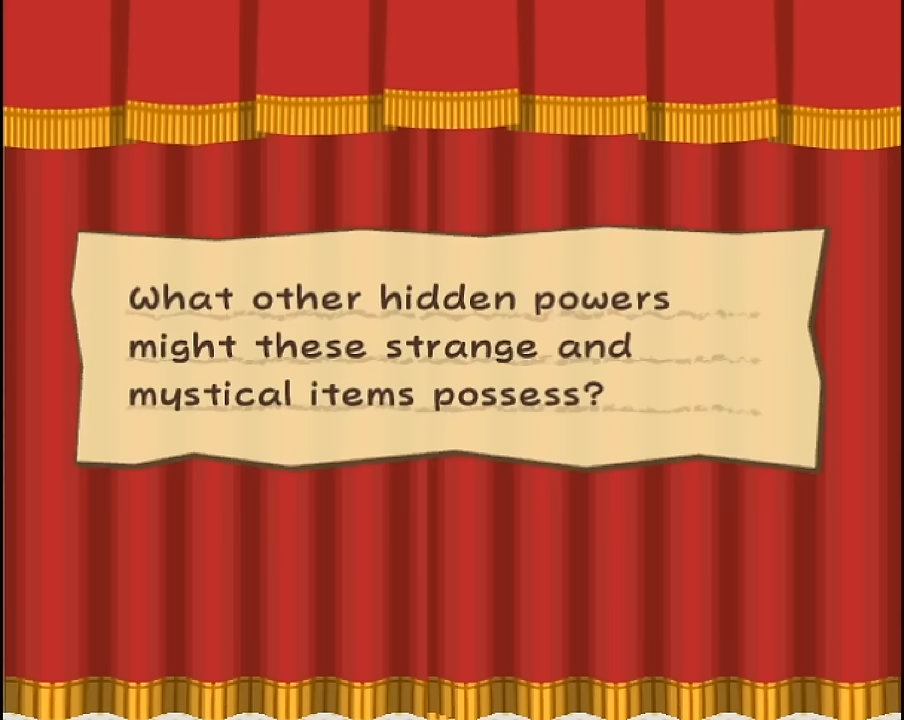 What other hidden powers
might these strange and
mystical items possess?